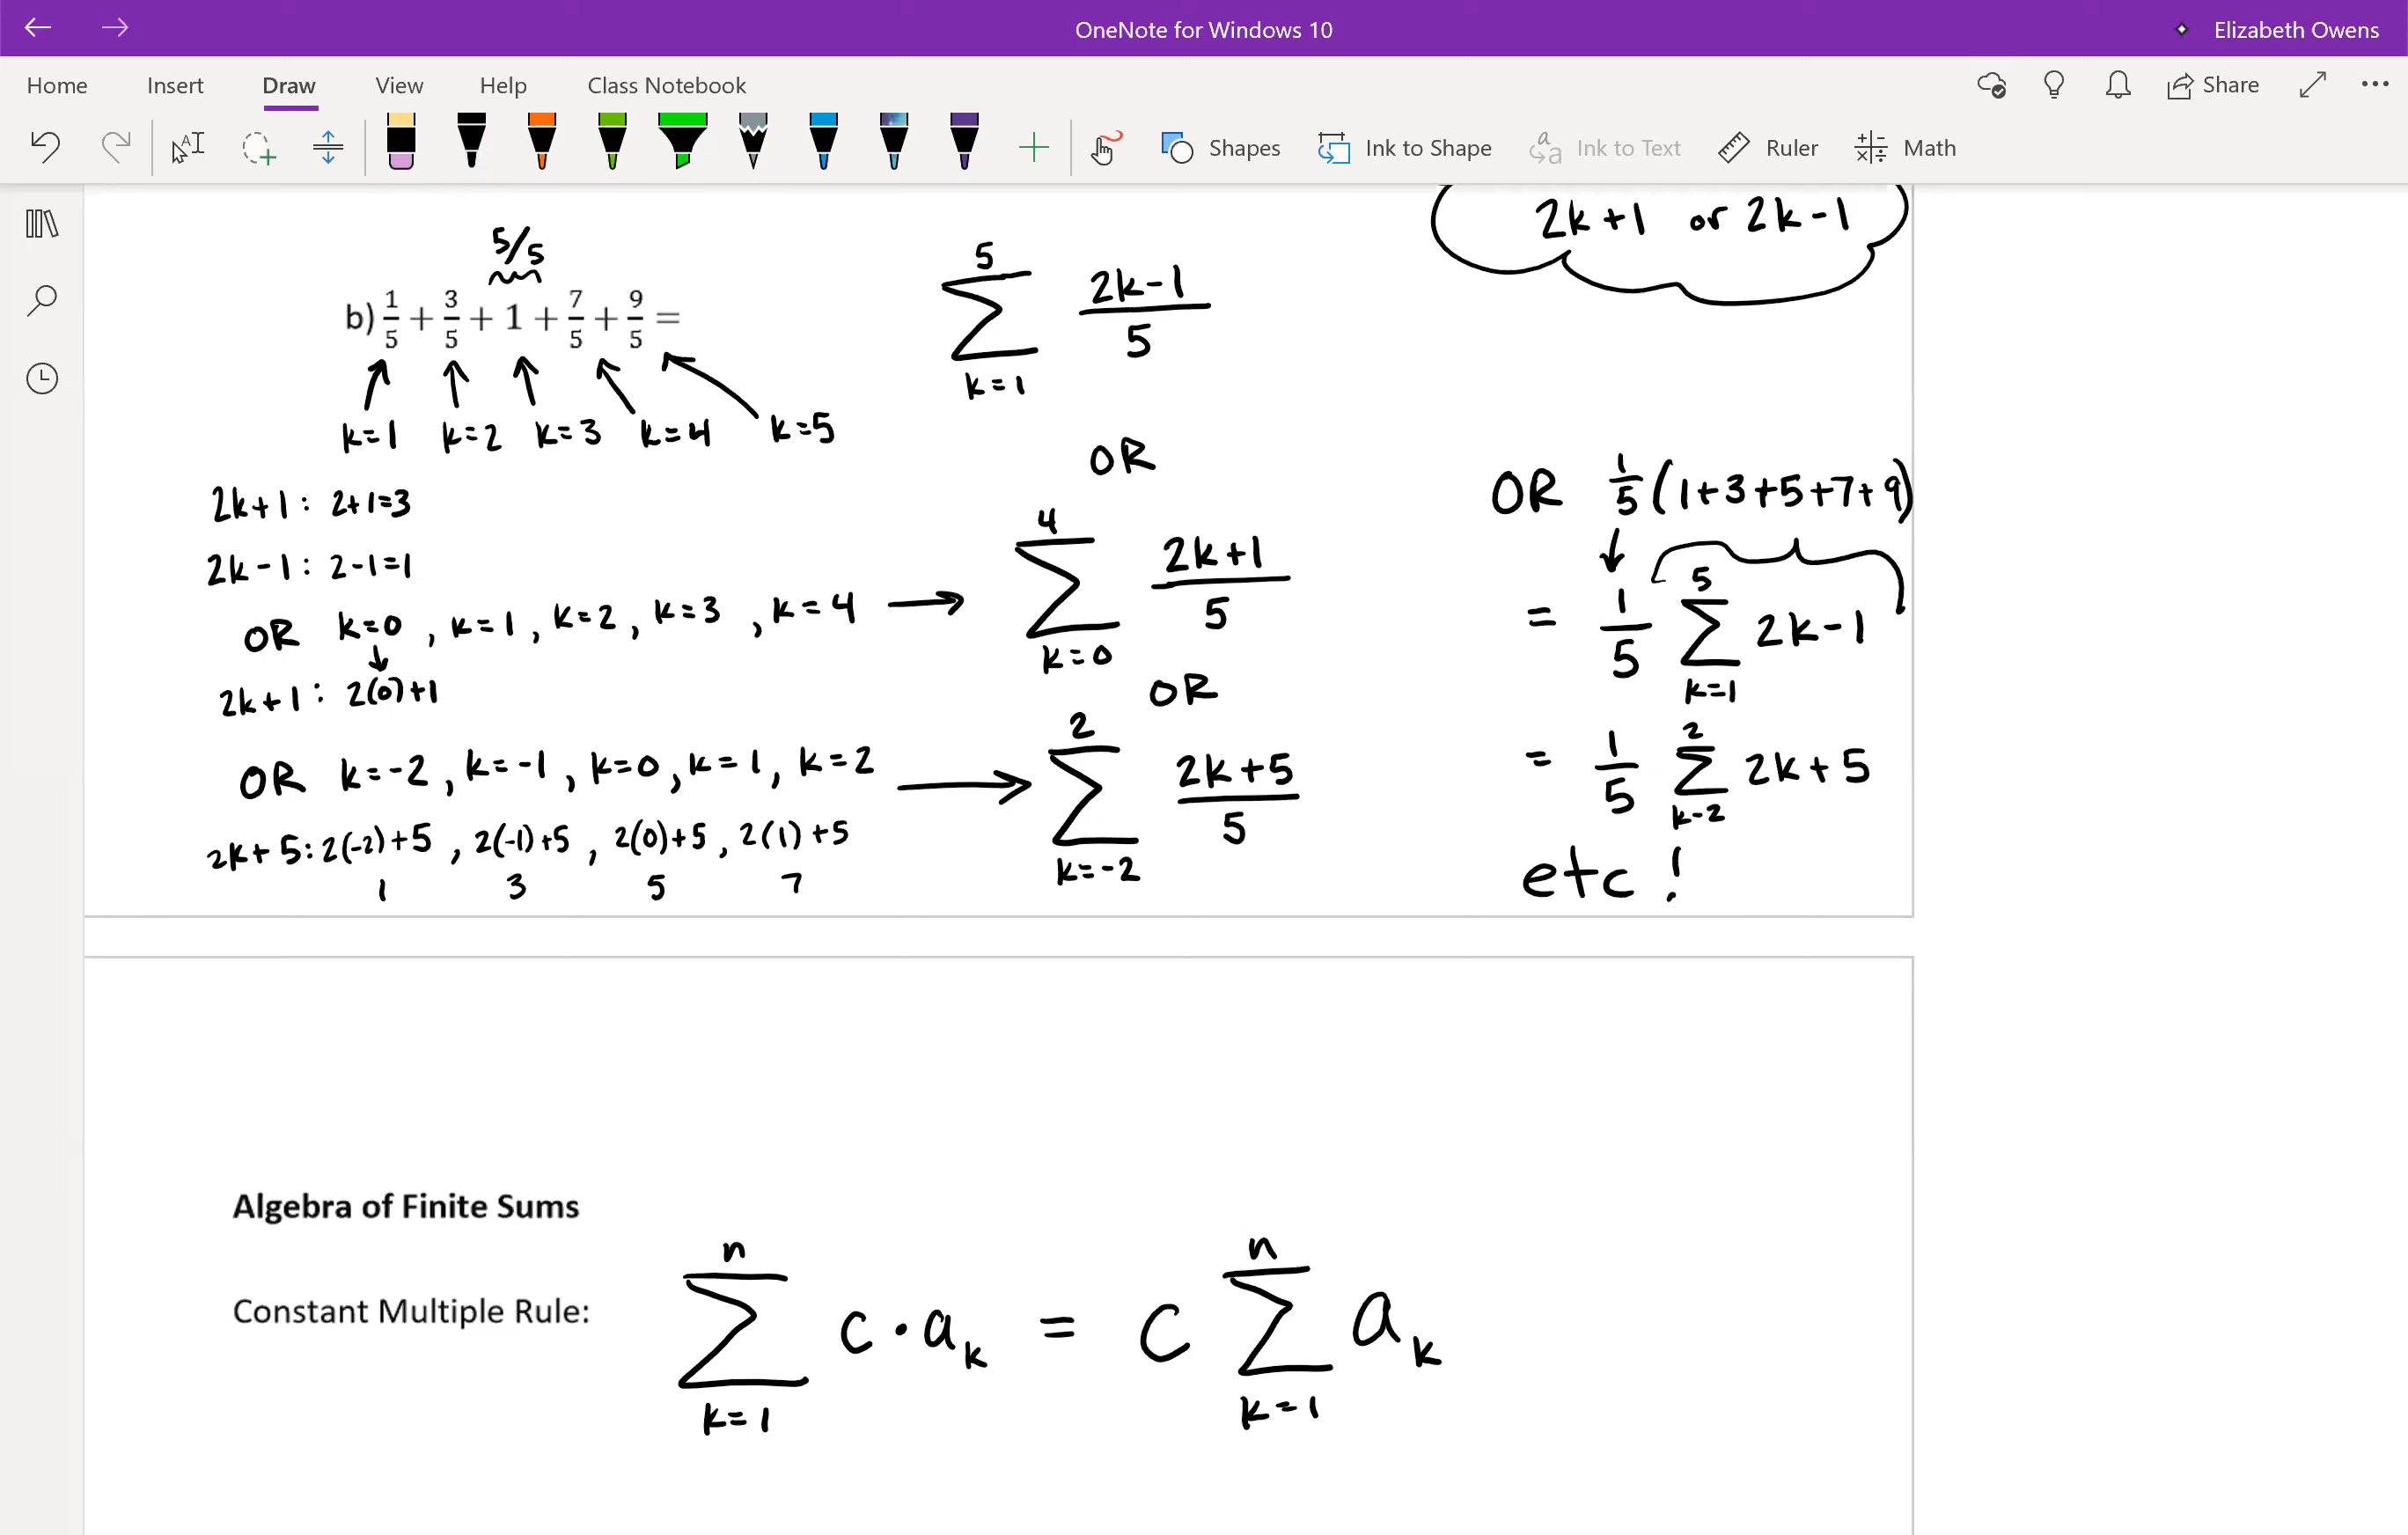 OneNote for Windows 10
Elizabeth Owens
Home Insert Draw View Help Class Notebook
Share
Shapes Ink to Shape Ink to Text Ruler Math
2k+1 or 2k-1
5/5
b) 1/5 + 3/5 + 1 + 7/5 + 9/5 =
k=1 k=2 k=3 k=4 k=5
2k+1: 2+1=3
2k-1: 2-1=1
OR k=0, k=1, k=2, k=3, k=4 →
2k+1: 2(0)+1
OR k=-2, k=-1, k=0, k=1, k=2 →
2k+5: 2(-2)+5, 2(-1)+5, 2(0)+5, 2(1)+5
1 3 5 7
5
∑ (2k-1)/5
k=1
OR
4
∑ (2k+1)/5
k=0
OR
2
∑ (2k+5)/5
k=-2
OR 1/5 (1+3+5+7+9)
5
= 1/5 ∑ 2k-1
k=1
2
= 1/5 ∑ 2k+5
k-2
etc!
Algebra of Finite Sums
n n
Constant Multiple Rule: ∑ c·aₖ = c ∑ aₖ
k=1 k=1